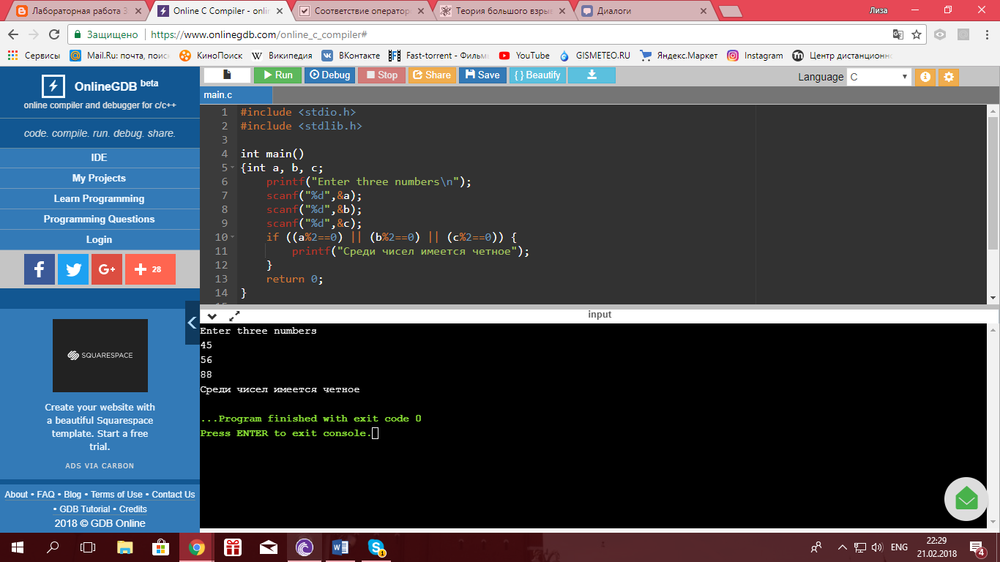 Лабораторная работа З
Online C Compiler - onlin
Соответствие операторо
Теория большого взрыв
Диалоги
Лиза
Защищено
https://www.onlinegdb.com/online_c_compiler#
Сервисы
Mail.Ru: почта, поиск
КиноПоиск
Википедия
ВКонтакте
Fast-torrent - Фильмы
YouTube
GISMETEO.RU
Яндекс.Маркет
Instagram
Центр дистанционно
OnlineGDB beta
online compiler and debugger for c/c++
code. compile. run. debug. share.
IDE
My Projects
Learn Programming
Programming Questions
Login
28
SQUARESPACE
Create your website with
a beautiful Squarespace
template. Start a free
trial.
ADS VIA CARBON
About • FAQ • Blog • Terms of Use • Contact Us
• GDB Tutorial • Credits
2018 © GDB Online
Run
Debug
Stop
Share
Save
{ } Beautify
Language C
main.c
1 #include <stdio.h>
2 #include <stdlib.h>
3
4 int main()
5 {int a, b, c;
6 printf("Enter three numbers\n");
7 scanf("%d",&a);
8 scanf("%d",&b);
9 scanf("%d",&c);
10 if ((a%2==0) || (b%2==0) || (c%2==0)) {
11 printf("Среди чисел имеется четное");
12 }
13 return 0;
14 }
input
Enter three numbers
45
56
88
Среди чисел имеется четное
...Program finished with exit code 0
Press ENTER to exit console.
1
ENG
22:29
21.02.2018
4